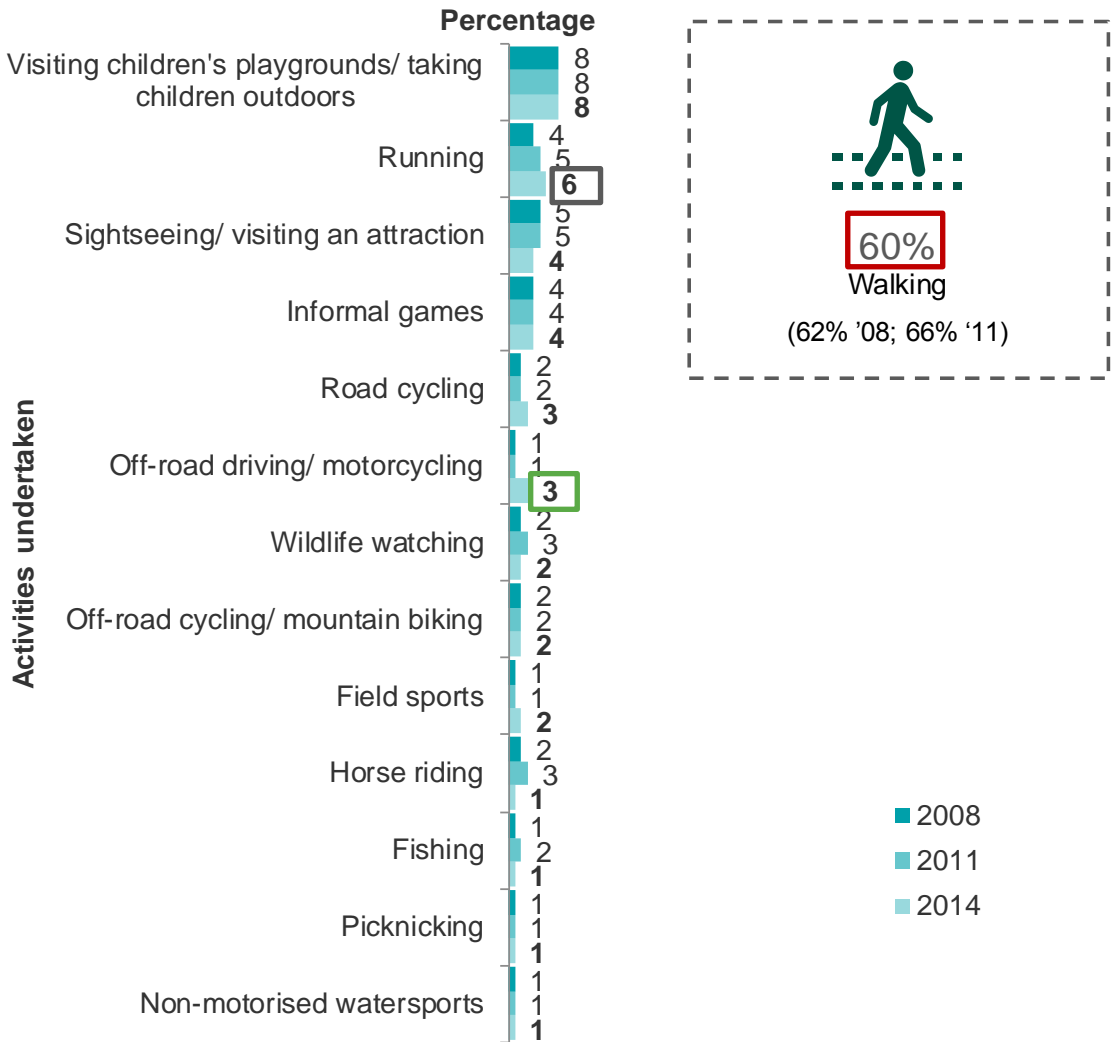 Percentage
Visiting children's playgrounds/ taking
children outdoors
8
8
8
Running
4
5
6
Sightseeing/ visiting an attraction
5
5
4
Informal games
4
4
4
Road cycling
2
2
3
Off-road driving/ motorcycling
1
1
3
Wildlife watching
2
3
2
Off-road cycling/ mountain biking
2
2
2
Field sports
1
1
2
Horse riding
2
3
1
Fishing
1
2
1
Picknicking
1
1
1
Non-motorised watersports
1
1
1
Activities undertaken
60%
Walking
(62% '08; 66% ‘11)
2008
2011
2014